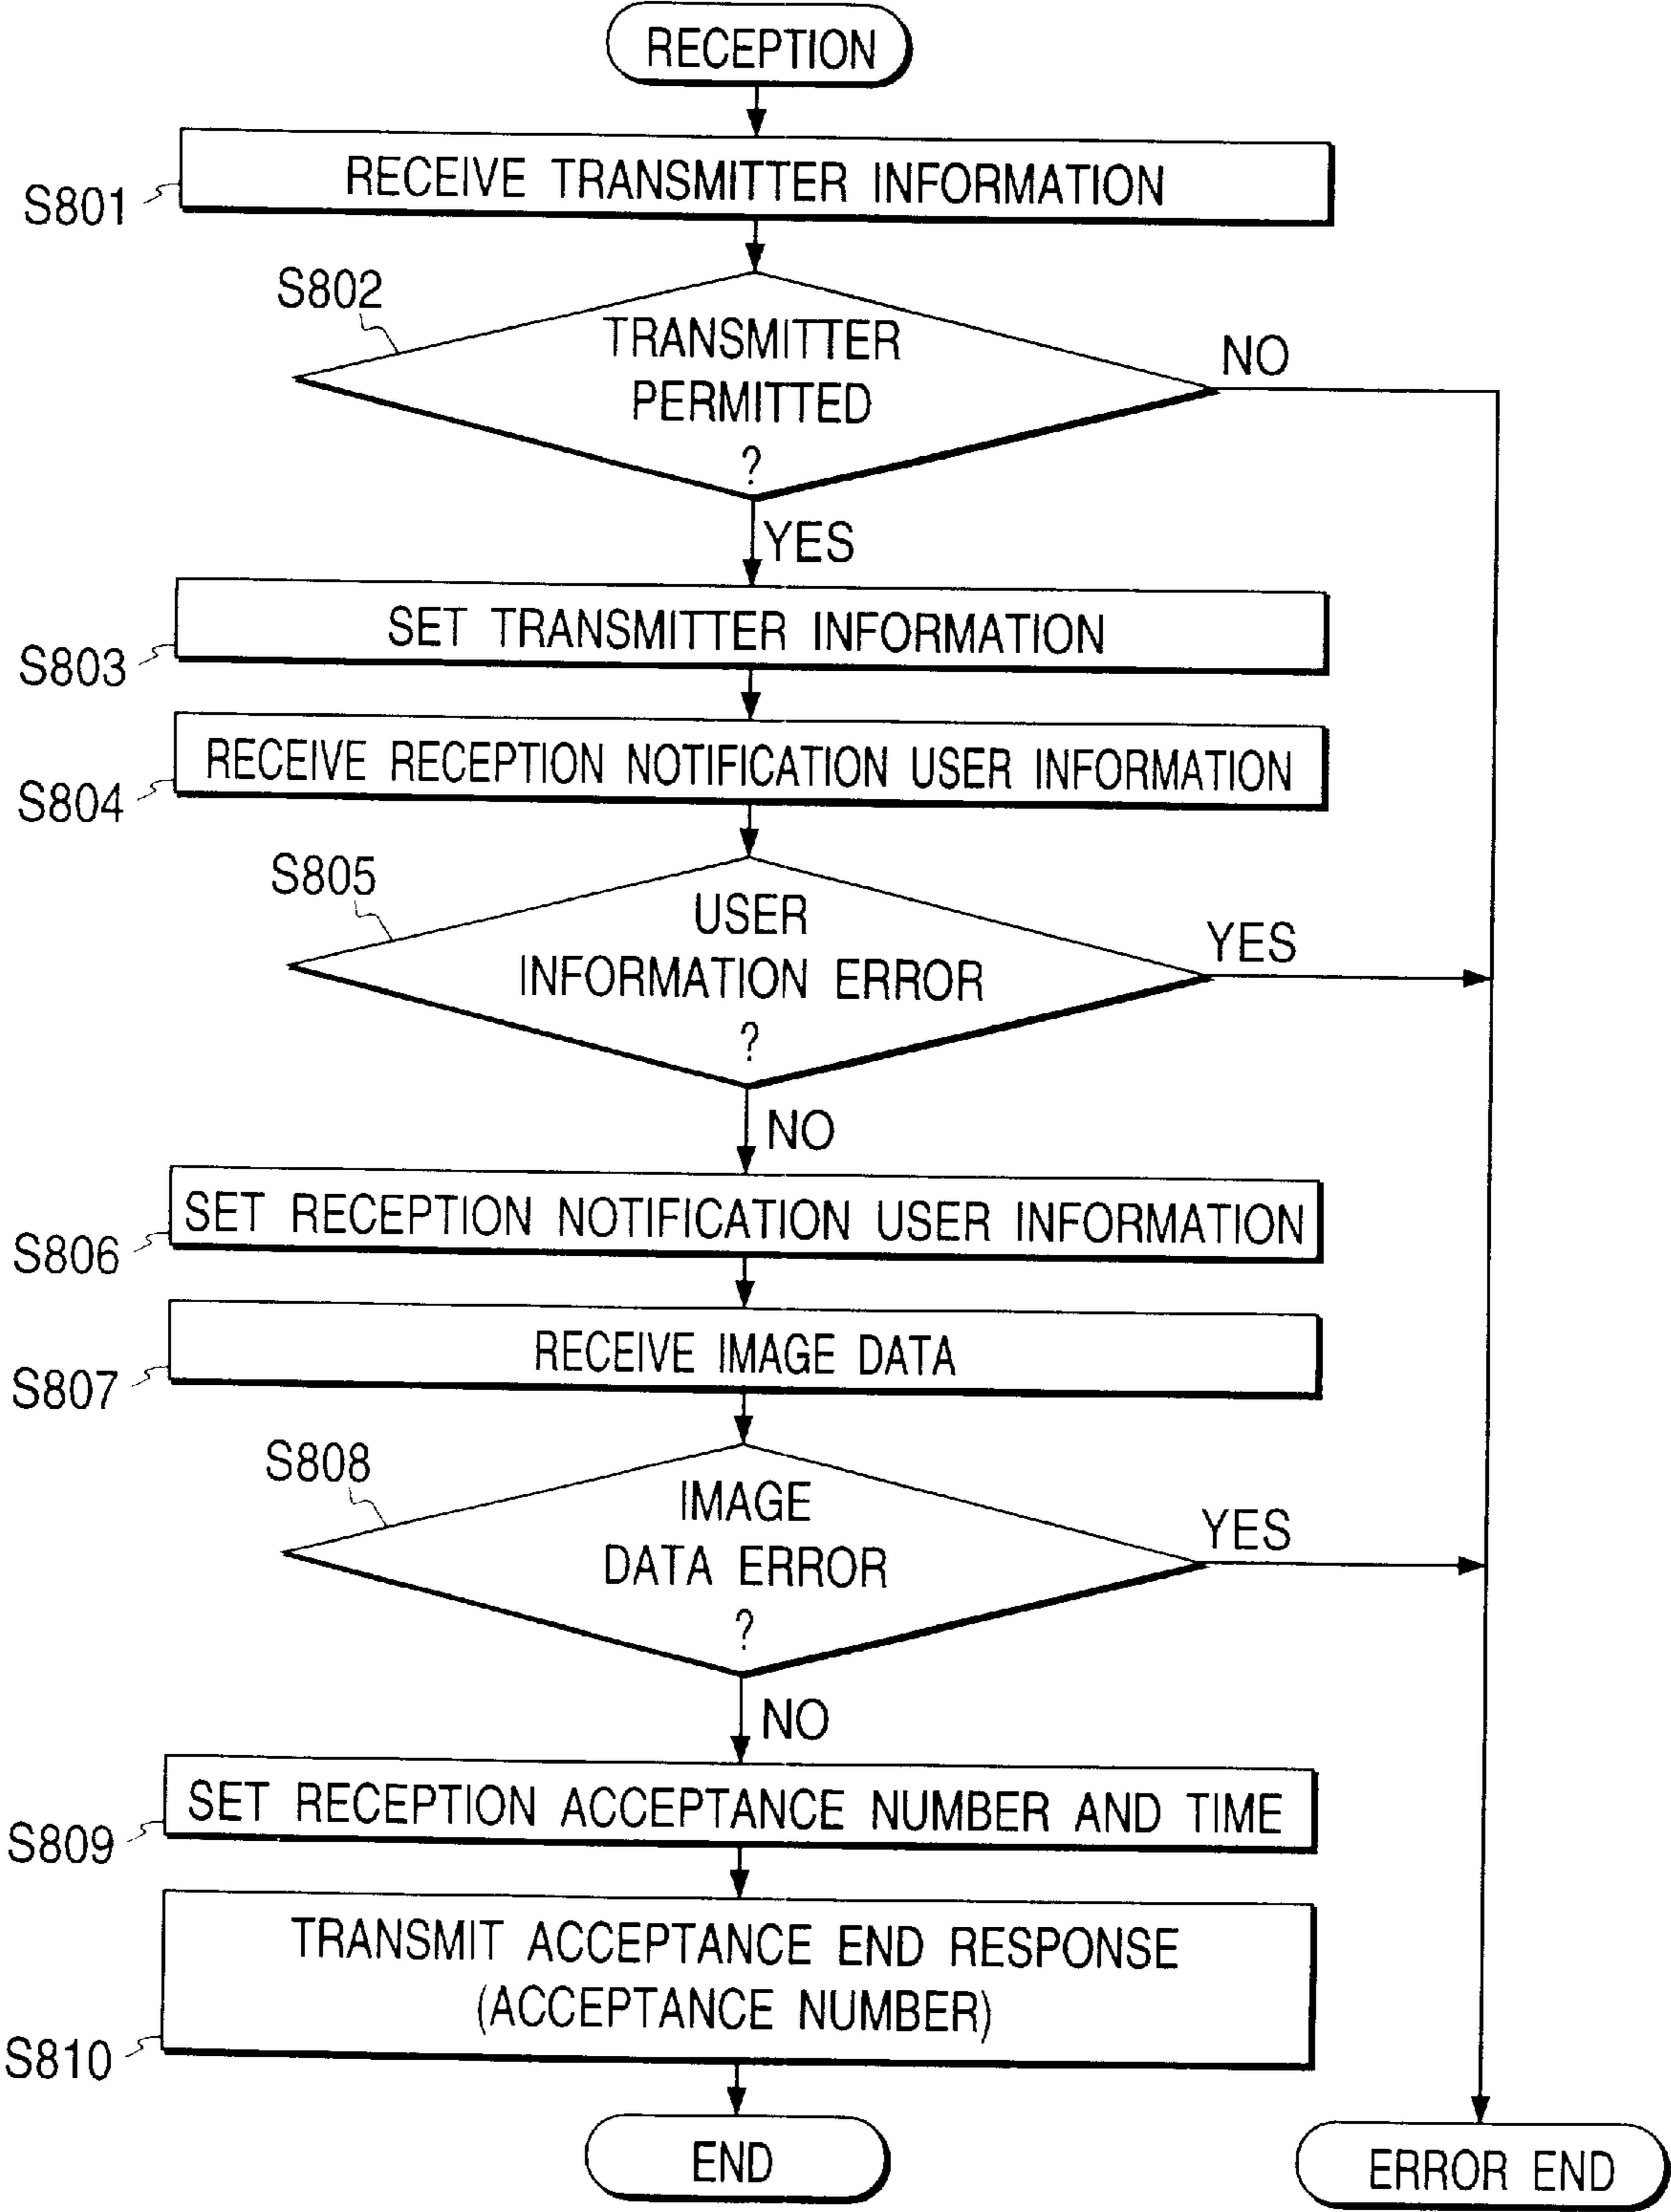 RECEPTION
S801
RECEIVE TRANSMITTER INFORMATION
S802
TRANSMITTER
PERMITTED
?
NO
YES
S803
SET TRANSMITTER INFORMATION
S804
RECEIVE RECEPTION NOTIFICATION USER INFORMATION
S805
USER
INFORMATION ERROR
?
YES
NO
S806
SET RECEPTION NOTIFICATION USER INFORMATION
S807
RECEIVE IMAGE DATA
S808
IMAGE
DATA ERROR
?
YES
NO
S809
SET RECEPTION ACCEPTANCE NUMBER AND TIME
S810
TRANSMIT ACCEPTANCE END RESPONSE
(ACCEPTANCE NUMBER)
END
ERROR END